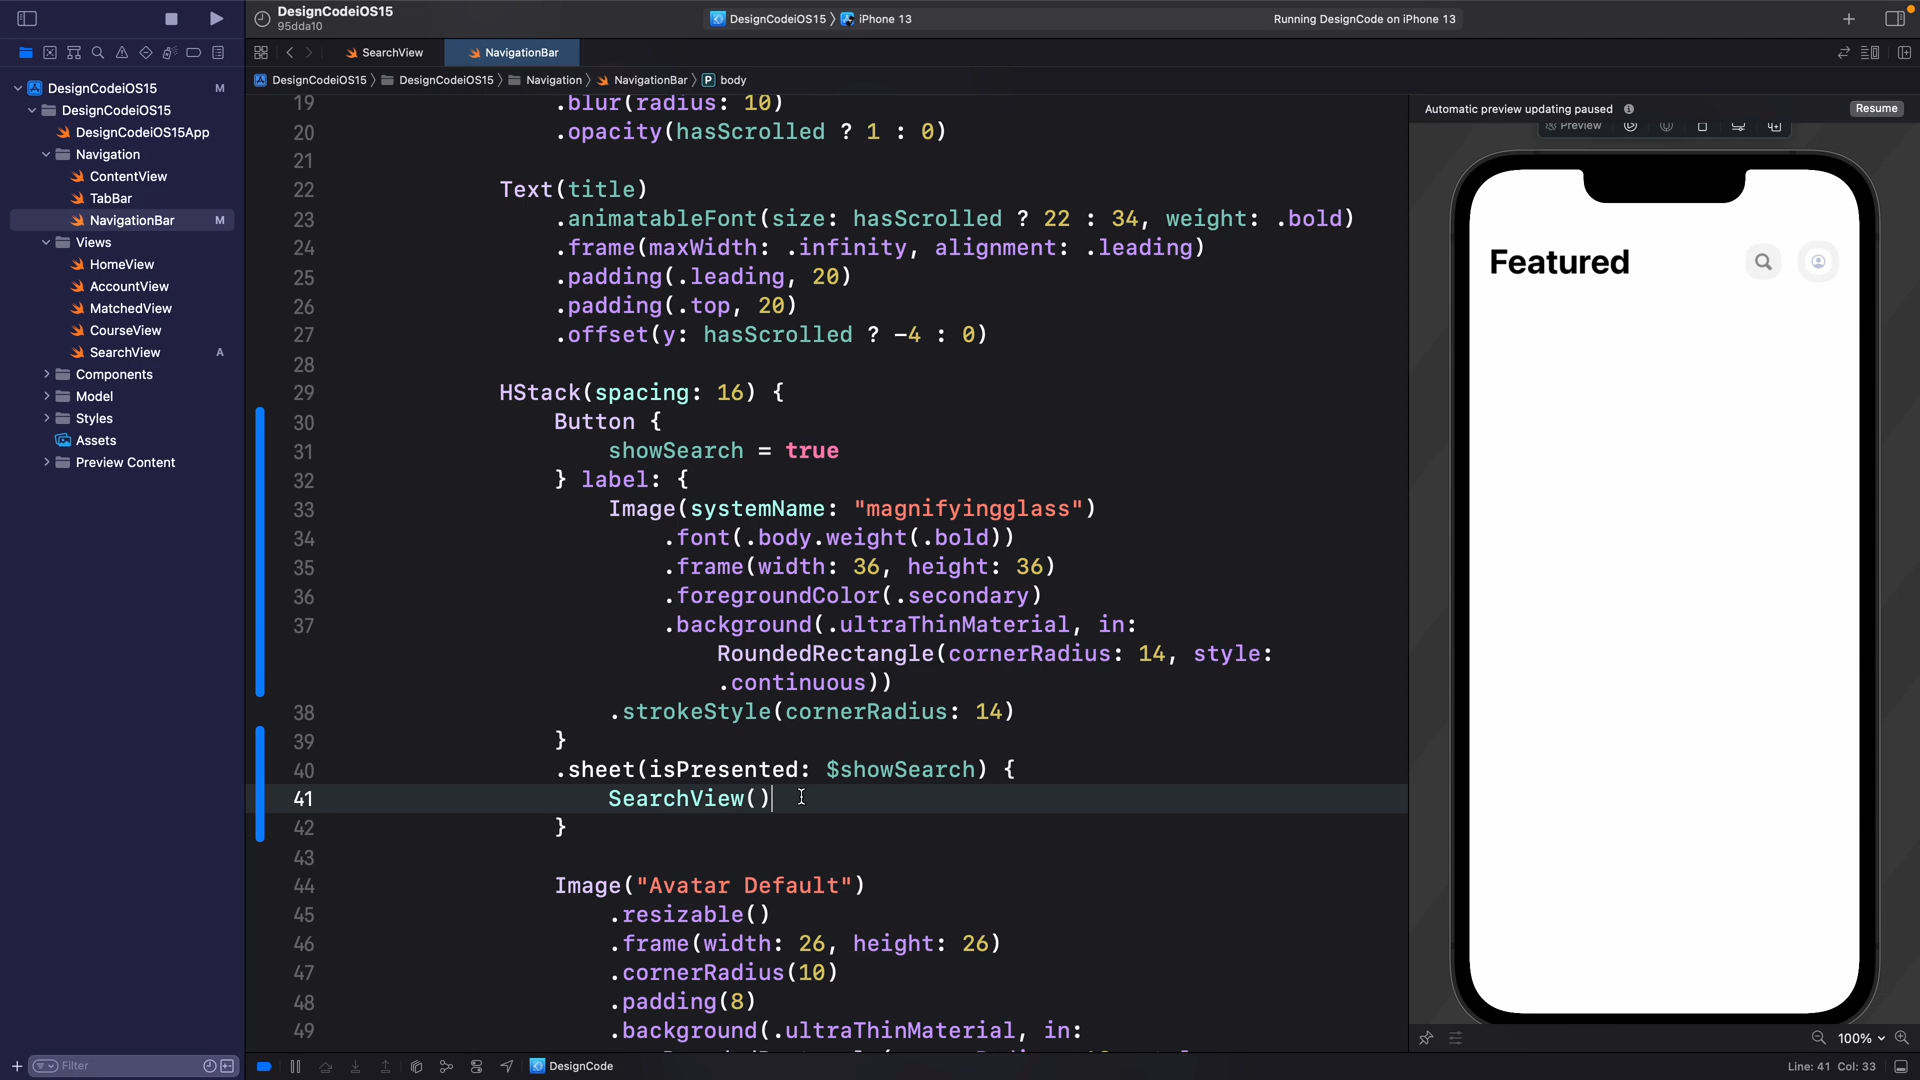 DesignCodeiOS15
95dda10
DesignCodeiOS15 〉 iPhone 13
Running DesignCode on iPhone 13
SearchView
NavigationBar
DesignCodeiOS15 〉 DesignCodeiOS15 〉 Navigation 〉 NavigationBar 〉 P body
DesignCodeiOS15 M
DesignCodeiOS15
DesignCodeiOS15App
Navigation
ContentView
TabBar
NavigationBar M
Views
HomeView
AccountView
MatchedView
CourseView
SearchView A
Components
Model
Styles
Assets
Preview Content
Filter
19 .blur(radius: 10)
20 .opacity(hasScrolled ? 1 : 0)
21
22 Text(title)
23 .animatableFont(size: hasScrolled ? 22 : 34, weight: .bold)
24 .frame(maxWidth: .infinity, alignment: .leading)
25 .padding(.leading, 20)
26 .padding(.top, 20)
27 .offset(y: hasScrolled ? -4 : 0)
28
29 HStack(spacing: 16) {
30 Button {
31 showSearch = true
32 } label: {
33 Image(systemName: "magnifyingglass")
34 .font(.body.weight(.bold))
35 .frame(width: 36, height: 36)
36 .foregroundColor(.secondary)
37 .background(.ultraThinMaterial, in:
RoundedRectangle(cornerRadius: 14, style:
.continuous))
38 .strokeStyle(cornerRadius: 14)
39 }
40 .sheet(isPresented: $showSearch) {
41 SearchView()
42 }
43
44 Image("Avatar Default")
45 .resizable()
46 .frame(width: 26, height: 26)
47 .cornerRadius(10)
48 .padding(8)
49 .background(.ultraThinMaterial, in:
Automatic preview updating paused
Resume
Preview
Featured
100%
DesignCode
Line: 41 Col: 33